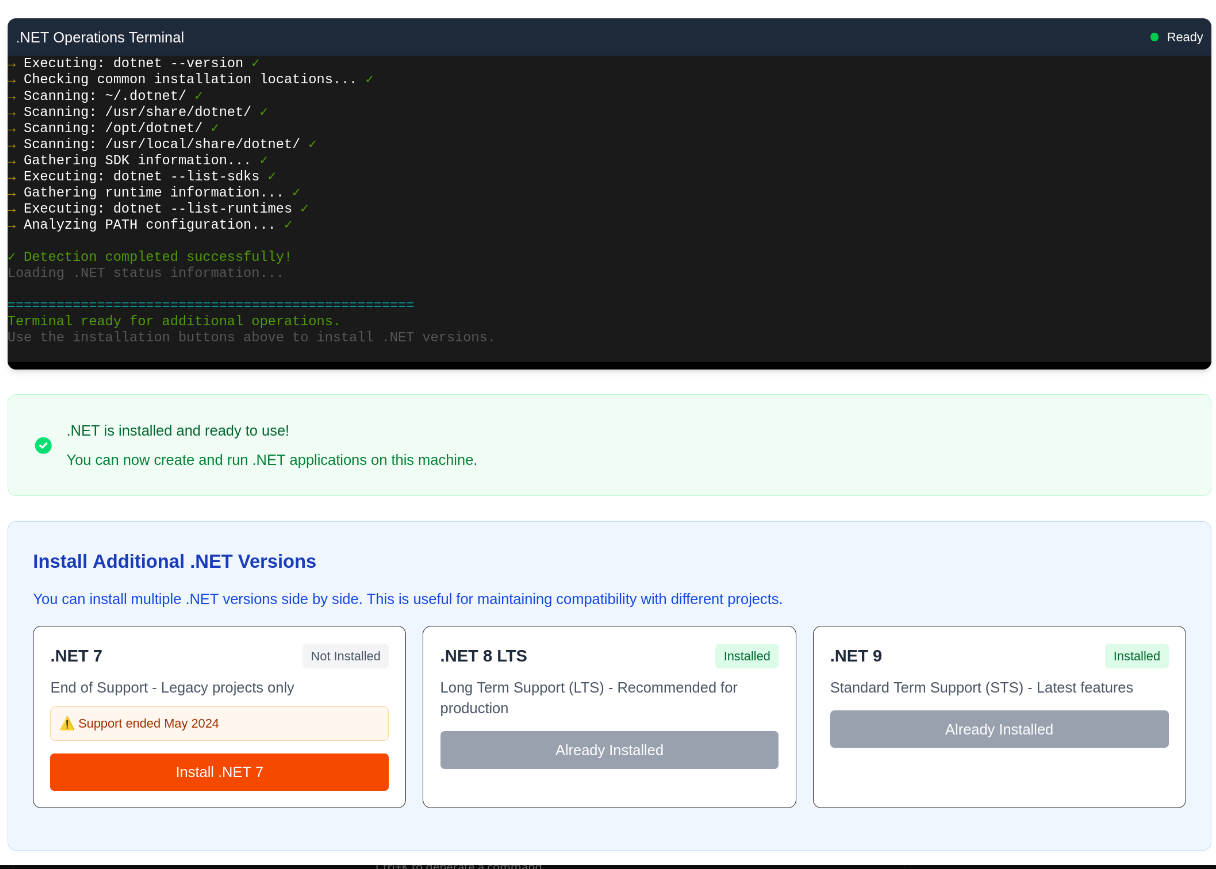 .NET Operations Terminal
Ready
→ Executing: dotnet --version ✓
→ Checking common installation locations... ✓
→ Scanning: ~/.dotnet/ ✓
→ Scanning: /usr/share/dotnet/ ✓
→ Scanning: /opt/dotnet/ ✓
→ Scanning: /usr/local/share/dotnet/ ✓
→ Gathering SDK information... ✓
→ Executing: dotnet --list-sdks ✓
→ Gathering runtime information... ✓
→ Executing: dotnet --list-runtimes ✓
→ Analyzing PATH configuration... ✓
✓ Detection completed successfully!
Loading .NET status information...
==================================================
Terminal ready for additional operations.
Use the installation buttons above to install .NET versions.
.NET is installed and ready to use!
You can now create and run .NET applications on this machine.
Install Additional .NET Versions
You can install multiple .NET versions side by side. This is useful for maintaining compatibility with different projects.
.NET 7
Not Installed
End of Support - Legacy projects only
⚠️ Support ended May 2024
Install .NET 7
.NET 8 LTS
Installed
Long Term Support (LTS) - Recommended for
production
Already Installed
.NET 9
Installed
Standard Term Support (STS) - Latest features
Already Installed
Ctrl+K to generate a command